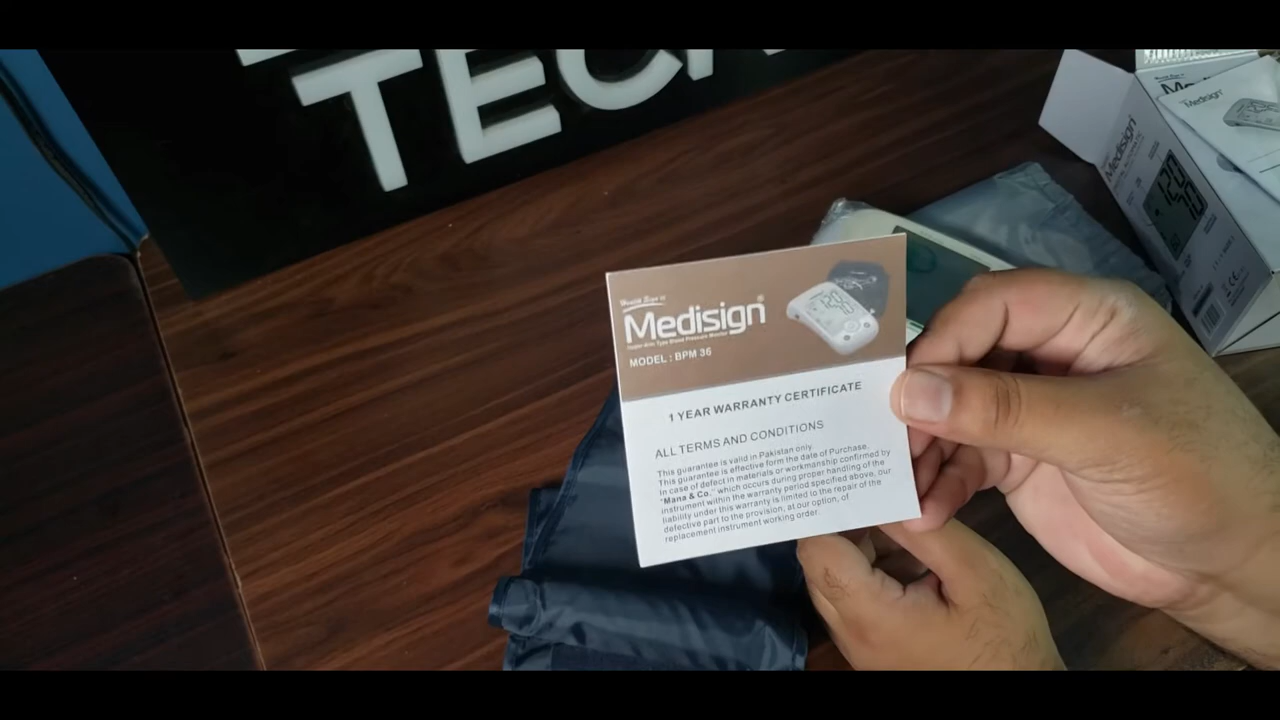 TECH
Medisign
Medisign
Medisign
120
70
Medisign®
MODEL : BPM 36
1 YEAR WARRANTY CERTIFICATE
ALL TERMS AND CONDITIONS
This guarantee is valid in Pakistan only.
This guarantee is effective form the date of Purchase.
In case of defect in materials or workmanship confirmed by
"Mana & Co." which occurs during proper handling of the
instrument within the warranty period specified above, our
liability under this warranty is limited to the repair of the
defective part to the provision, at our option, of
replacement instrument working order.